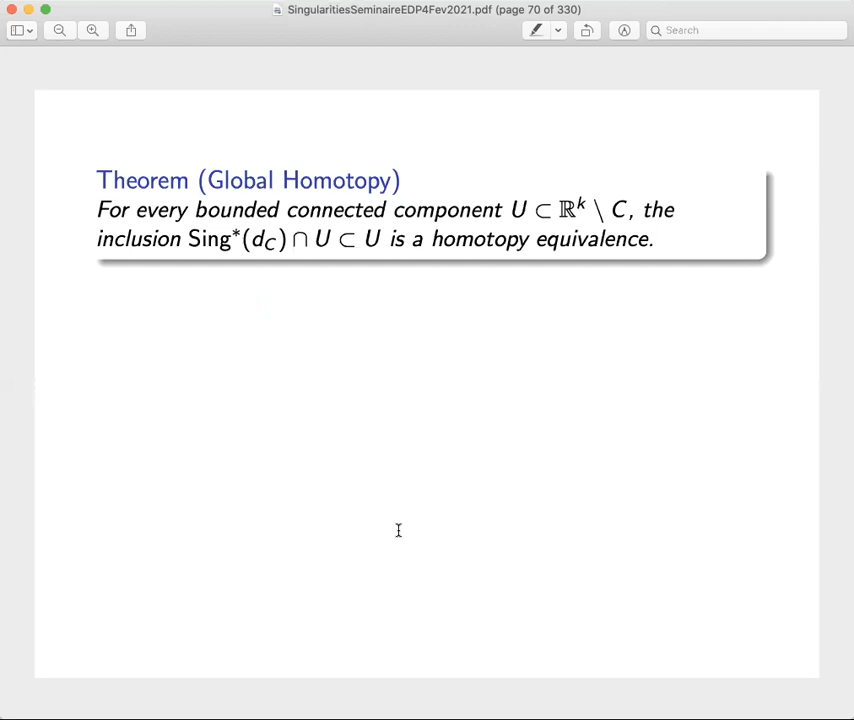 SingularitiesSeminaireEDP4Fev2021.pdf (page 70 of 330)
Search
Theorem (Global Homotopy)
For every bounded connected component U ⊂ ℝᵏ \ C, the
inclusion Sing*(d_C) ∩ U ⊂ U is a homotopy equivalence.